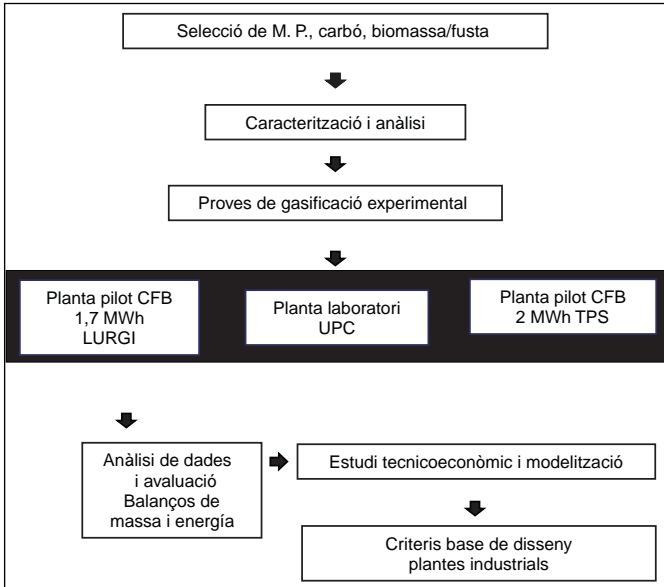 Selecció de M. P., carbó, biomassa/fusta
Caracterització i anàlisi
Proves de gasificació experimental
Planta pilot CFB
1,7 MWh
LURGI
Planta laboratori
UPC
Planta pilot CFB
2 MWh TPS
Anàlisi de dades
i avaluació
Balanços de
massa i energía
Estudi tecnicoeconòmic i modelització
Criteris base de disseny
plantes industrials